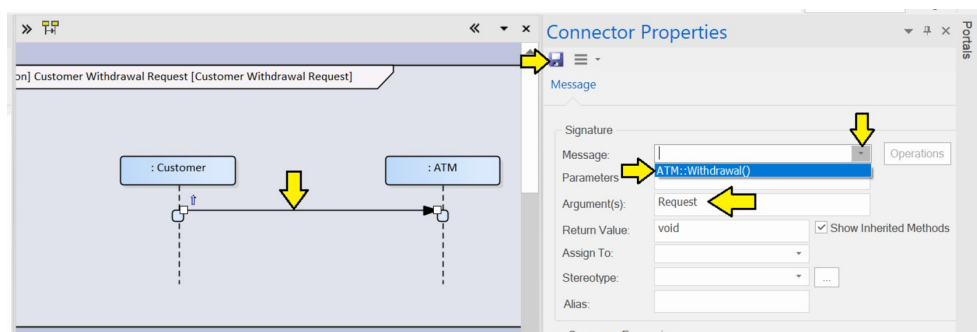 Connector Properties
Portals
on] Customer Withdrawal Request [Customer Withdrawal Request]
Message
Signature
: Customer
: ATM
Message:
Operations
ATM::Withdrawal()
Parameters
Argument(s):
Request
Return Value:
void
Show Inherited Methods
Assign To:
Stereotype:
...
Alias: